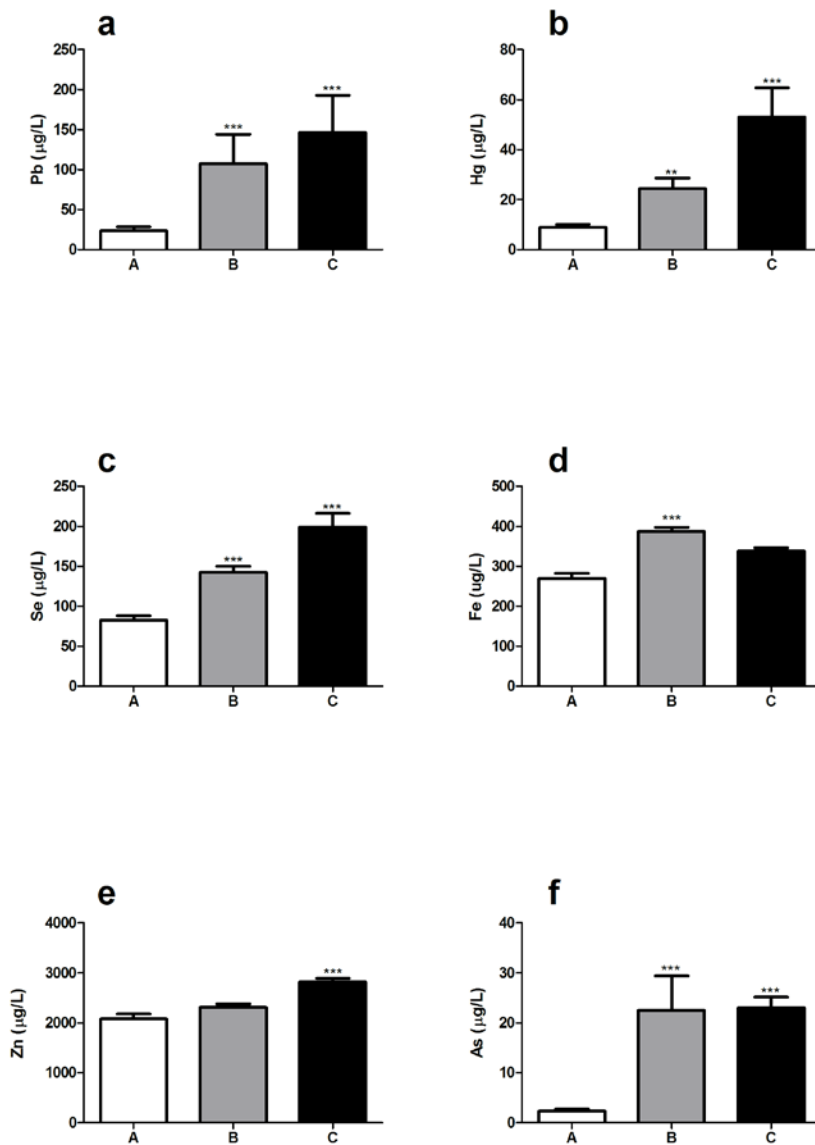 a
Pb (µg/L)
250
200
150
100
50
0
***
***
A B C
b
Hg (µg/L)
80
60
40
20
0
**
***
A B C
c
Se (µg/L)
250
200
150
100
50
0
***
***
A B C
d
Fe (ug/L)
500
400
300
200
100
0
***
A B C
e
Zn (µg/L)
4000
3000
2000
1000
0
***
A B C
f
As (µg/L)
40
30
20
10
0
***
***
A B C